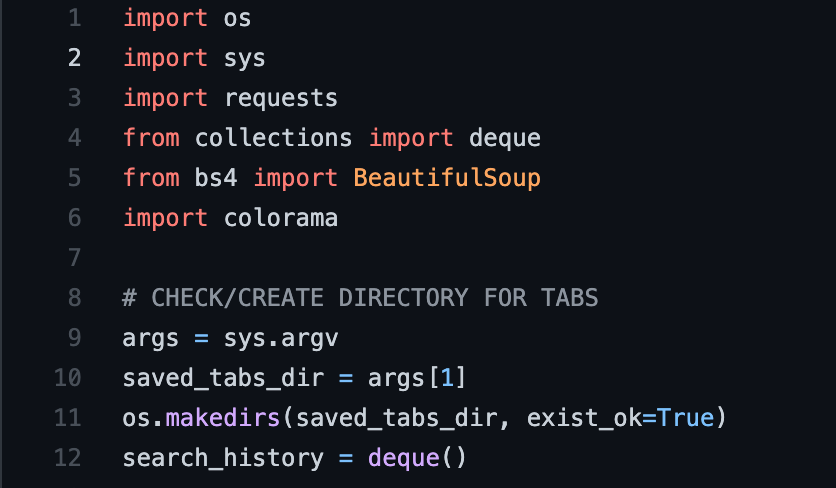 1 import os
2 import sys
3 import requests
4 from collections import deque
5 from bs4 import BeautifulSoup
6 import colorama
7
8 # CHECK/CREATE DIRECTORY FOR TABS
9 args = sys.argv
10 saved_tabs_dir = args[1]
11 os.makedirs(saved_tabs_dir, exist_ok=True)
12 search_history = deque()